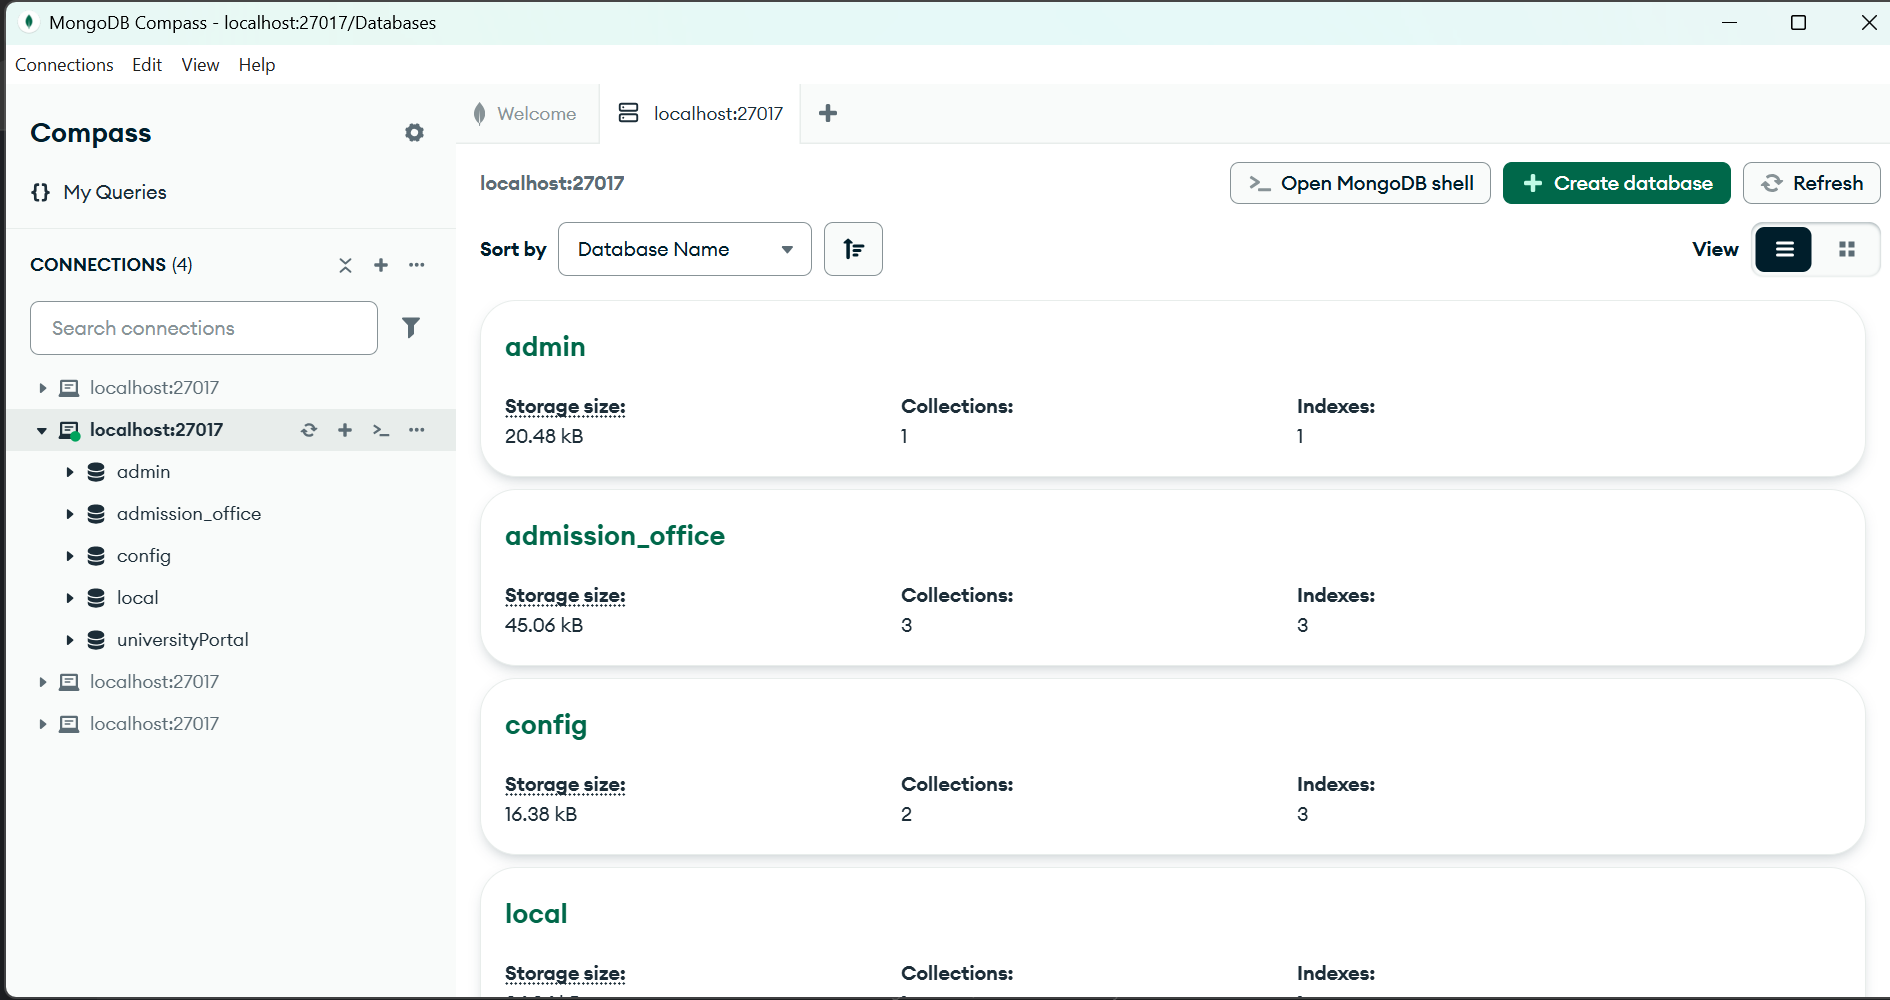 MongoDB Compass - localhost:27017/Databases
Connections Edit View Help
Compass
My Queries
CONNECTIONS (4)
Search connections
localhost:27017
localhost:27017
admin
admission_office
config
local
universityPortal
localhost:27017
localhost:27017
Welcome
localhost:27017
localhost:27017
Open MongoDB shell
Create database
Refresh
Sort by
Database Name
View
admin
Storage size: Collections: Indexes:
20.48 kB 1 1
admission_office
Storage size: Collections: Indexes:
45.06 kB 3 3
config
Storage size: Collections: Indexes:
16.38 kB 2 3
local
Storage size: Collections: Indexes: